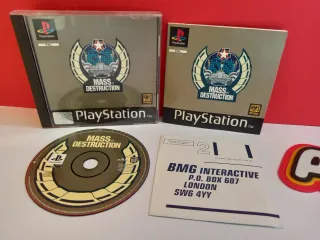 MASS
DESTRUCTION
PlayStation
MASS
DESTRUCTION
PlayStation
MASS
DESTRUCTION
BMG INTERACTIVE
P.O. BOX 607
LONDON
SW6 4YY